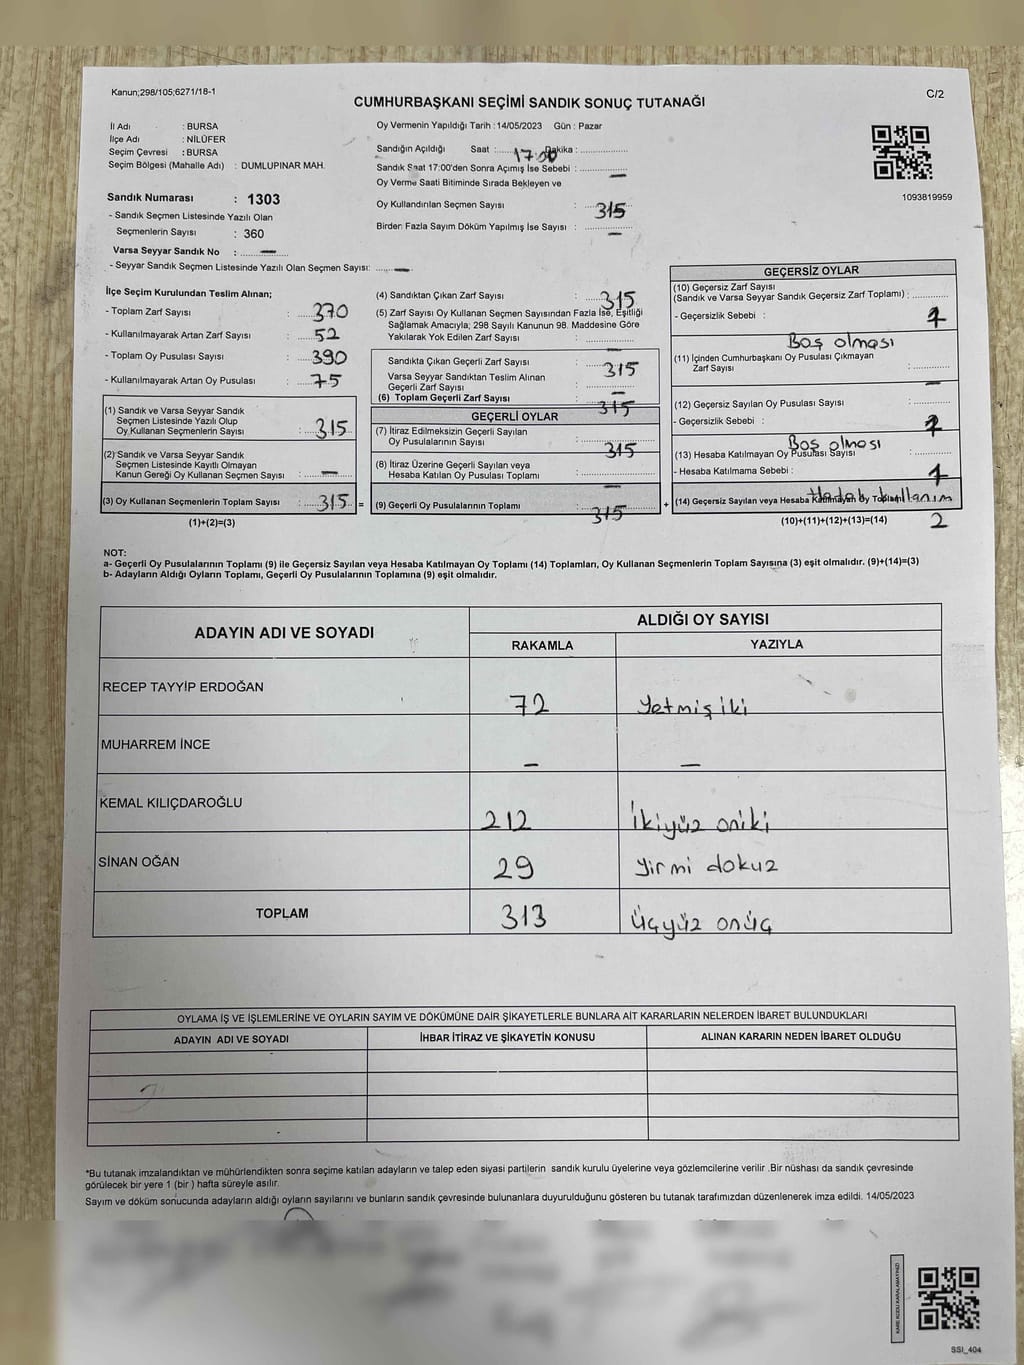 Kanun;298/105;6271/18-1
C/2
CUMHURBAŞKANI SEÇİMİ SANDIK SONUÇ TUTANAĞI
İl Adı : BURSA
İlçe Adı : NİLÜFER
Seçim Çevresi : BURSA
Seçim Bölgesi (Mahalle Adı) : DUMLUPINAR MAH.
Sandık Numarası : 1303
- Sandık Seçmen Listesinde Yazılı Olan
Seçmenlerin Sayısı : 360
Varsa Seyyar Sandık No : —
- Seyyar Sandık Seçmen Listesinde Yazılı Olan Seçmen Sayısı: —
Oy Vermenin Yapıldığı Tarih :14/05/2023 Gün : Pazar
Sandığın Açıldığı Saat : 17:00 Dakika :
Sandık Saat 17:00'den Sonra Açımış İse Sebebi : —
Oy Verme Saati Bitiminde Sırada Bekleyen ve
Oy Kullandırılan Seçmen Sayısı : 315
Birden Fazla Sayım Döküm Yapılmış İse Sayısı : —
1093819959
İlçe Seçim Kurulundan Teslim Alınan;
- Toplam Zarf Sayısı : 370
- Kullanılmayarak Artan Zarf Sayısı : 52
- Toplam Oy Pusulası Sayısı : 390
- Kullanılmayarak Artan Oy Pusulası : 75
(1) Sandık ve Varsa Seyyar Sandık
Seçmen Listesinde Yazılı Olup
Oy Kullanan Seçmenlerin Sayısı : 315
(2) Sandık ve Varsa Seyyar Sandık
Seçmen Listesinde Kayıtlı Olmayan
Kanun Gereği Oy Kullanan Seçmen Sayısı : —
(3) Oy Kullanan Seçmenlerin Toplam Sayısı : 315 =
(1)+(2)=(3)
(4) Sandıktan Çıkan Zarf Sayısı : 315
(5) Zarf Sayısı Oy Kullanan Seçmen Sayısından Fazla İse, Eşitliği
Sağlamak Amacıyla; 298 Sayılı Kanunun 98. Maddesine Göre
Yakılarak Yok Edilen Zarf Sayısı : —
Sandıkta Çıkan Geçerli Zarf Sayısı : 315
Varsa Seyyar Sandıktan Teslim Alınan
Geçerli Zarf Sayısı : —
(6) Toplam Geçerli Zarf Sayısı : 315
GEÇERLİ OYLAR
(7) İtiraz Edilmeksizin Geçerli Sayılan
Oy Pusulalarının Sayısı : 315
(8) İtiraz Üzerine Geçerli Sayılan veya
Hesaba Katılan Oy Pusulası Toplamı : —
(9) Geçerli Oy Pusulalarının Toplamı : 315 +
GEÇERSİZ OYLAR
(10) Geçersiz Zarf Sayısı
(Sandık ve Varsa Seyyar Sandık Geçersiz Zarf Toplamı) :
- Geçersizlik Sebebi : 1
Boş olması
(11) İçinden Cumhurbaşkanı Oy Pusulası Çıkmayan
Zarf Sayısı : —
(12) Geçersiz Sayılan Oy Pusulası Sayısı :
- Geçersizlik Sebebi :
Boş olması
(13) Hesaba Katılmayan Oy Pusulası Sayısı :
- Hesaba Katılmama Sebebi : 1
(14) Geçersiz Sayılan veya Hesaba Katılmayan Oy Toplamı kullanım
(10)+(11)+(12)+(13)=(14) 2
NOT:
a- Geçerli Oy Pusulalarının Toplamı (9) ile Geçersiz Sayılan veya Hesaba Katılmayan Oy Toplamı (14) Toplamları, Oy Kullanan Seçmenlerin Toplam Sayısına (3) eşit olmalıdır. (9)+(14)=(3)
b- Adayların Aldığı Oyların Toplamı, Geçerli Oy Pusulalarının Toplamına (9) eşit olmalıdır.
ADAYIN ADI VE SOYADI
ALDIĞI OY SAYISI
RAKAMLA YAZIYLA
RECEP TAYYİP ERDOĞAN 72 Yetmiş iki
MUHARREM İNCE — —
KEMAL KILIÇDAROĞLU 212 İkiyüz oniki
SİNAN OĞAN 29 Yirmi dokuz
TOPLAM 313 Üçyüz onüç
OYLAMA İŞ VE İŞLEMLERİNE VE OYLARIN SAYIM VE DÖKÜMÜNE DAİR ŞİKAYETLERLE BUNLARA AİT KARARLARIN NELERDEN İBARET BULUNDUKLARI
ADAYIN ADI VE SOYADI İHBAR İTİRAZ VE ŞİKAYETİN KONUSU ALINAN KARARIN NEDEN İBARET OLDUĞU
*Bu tutanak imzalandıktan ve mühürlendikten sonra seçime katılan adayların ve talep eden siyasi partilerin sandık kurulu üyelerine veya gözlemcilerine verilir .Bir nüshası da sandık çevresinde
görülecek bir yere 1 (bir ) hafta süreyle asılır.
Sayım ve döküm sonucunda adayların aldığı oyların sayılarını ve bunların sandık çevresinde bulunanlara duyurulduğunu gösteren bu tutanak tarafımızdan düzenlenerek imza edildi. 14/05/2023
KARE KODU KARALAMAYINIZ!
SSI_404